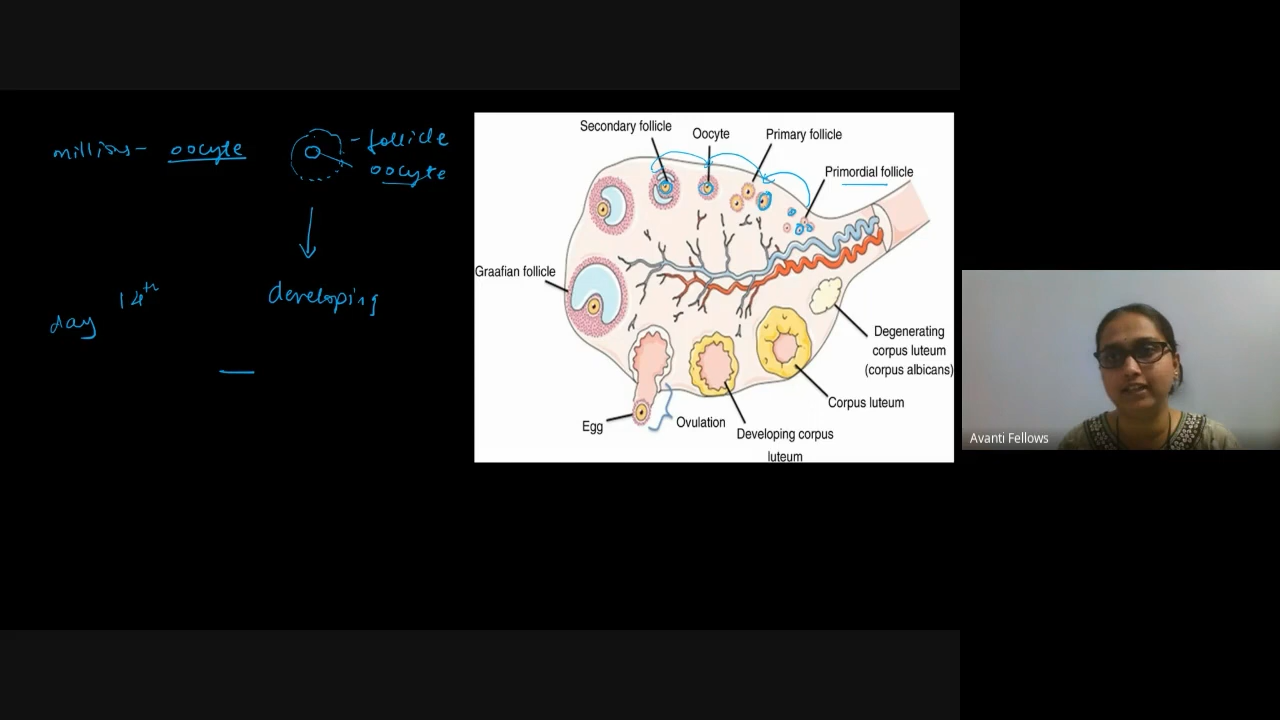 millions - oocyte
- follicle
oocyte
developing
14th
day
Secondary follicle
Oocyte
Primary follicle
Primordial follicle
Graafian follicle
Degenerating
corpus luteum
(corpus albicans)
Corpus luteum
Egg
Ovulation
Developing corpus
luteum
Avanti Fellows